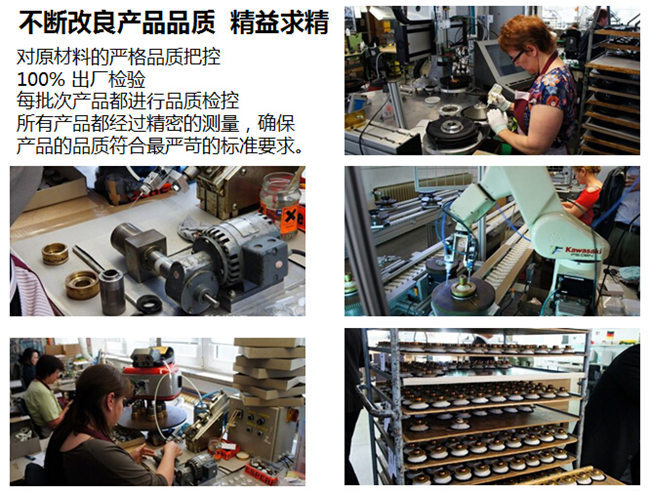 不断改良产品品质 精益求精
对原材料的严格品质把控
100% 出厂检验
每批次产品都进行品质检控
所有产品都经过精密的测量，确保
产品的品质符合最严苛的标准要求。
Kawasaki